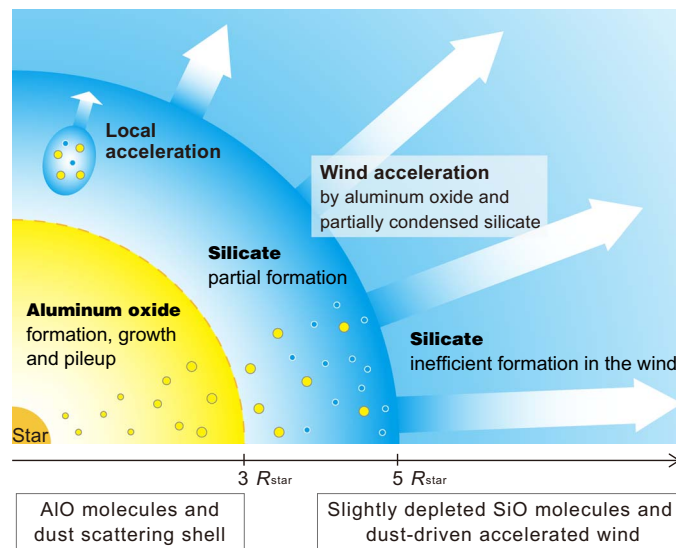 Local
acceleration
Wind acceleration
by aluminum oxide and
partially condensed silicate
Silicate
partial formation
Aluminum oxide
formation, growth
and pileup
Silicate
inefficient formation in the wind
Star
3 Rstar
5 Rstar
AlO molecules and
dust scattering shell
Slightly depleted SiO molecules and
dust-driven accelerated wind